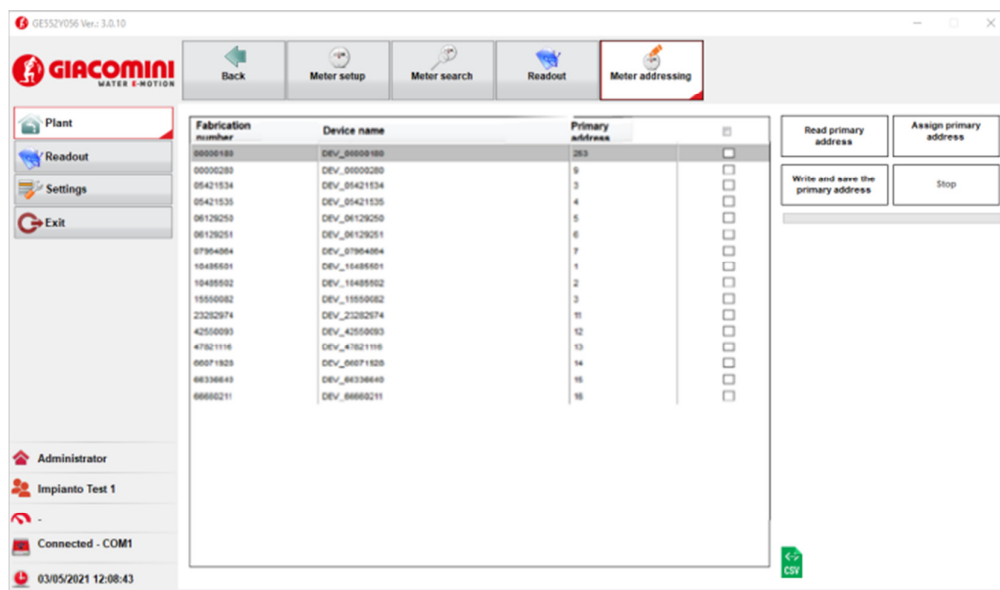 GE552Y056 Ver.: 3.0.10
GIACOMINI
WATER E-MOTION
Back
Meter setup
Meter search
Readout
Meter addressing
Plant
Readout
Settings
Exit
Fabrication number Device name Primary address
00000180 DEV_00000180 253
00000280 DEV_00000280 9
05421534 DEV_05421534 3
05421535 DEV_05421535 4
06129250 DEV_06129250 5
06129251 DEV_06129251 6
07964064 DEV_07964064 7
10485501 DEV_10485501 1
10485502 DEV_10485502 2
15550082 DEV_15550082 3
23282974 DEV_23282974 11
42550093 DEV_42550093 12
47821116 DEV_47821116 13
66071928 DEV_66071928 14
66336640 DEV_66336640 15
66660211 DEV_66660211 16
Read primary
address
Assign primary
address
Write and save the
primary address
Stop
Administrator
Impianto Test 1
-
Connected - COM1
03/05/2021 12:08:43
CSV